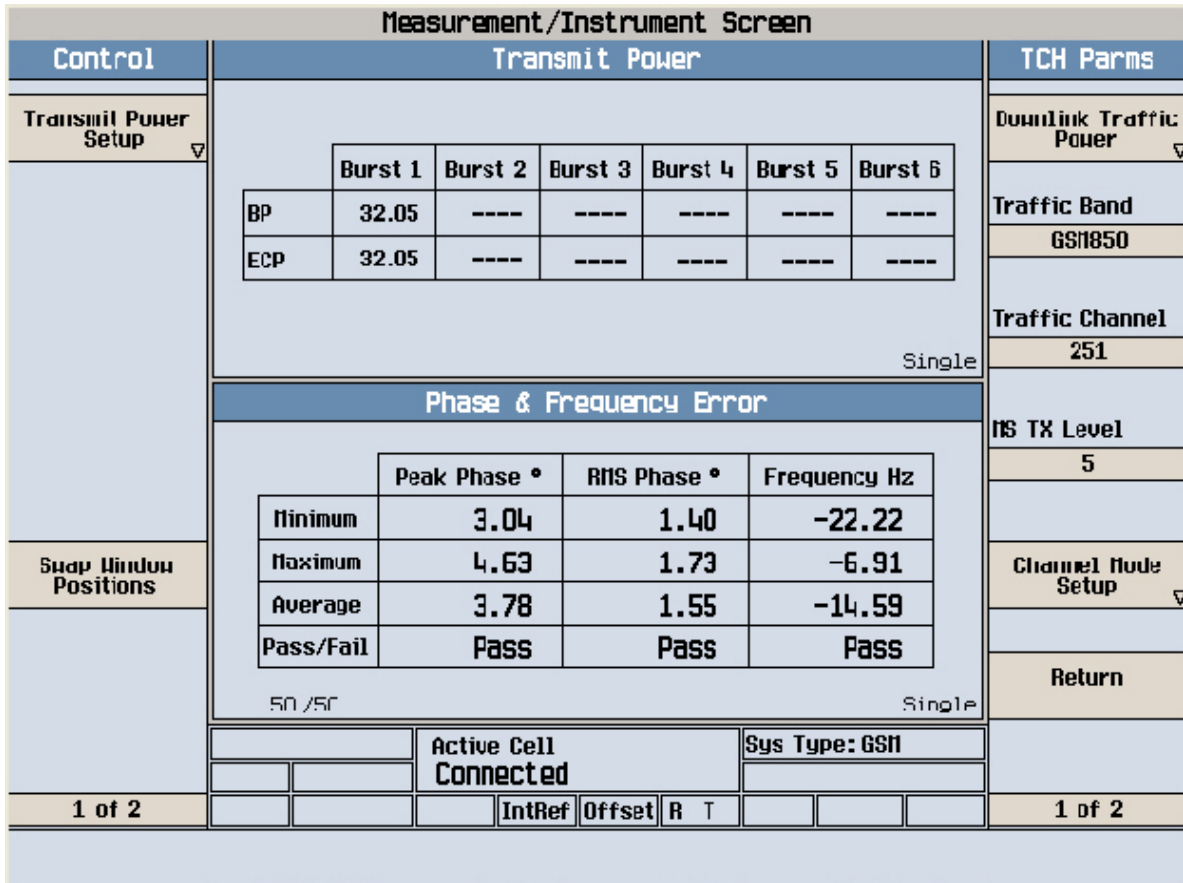 Measurement/Instrument Screen
Control
Transmit Power
Setup
Swap Window
Positions
1 of 2
Transmit Power
Burst 1 Burst 2 Burst 3 Burst 4 Burst 5 Burst 6
BP 32.05 ---- ---- ---- ---- ----
ECP 32.05 ---- ---- ---- ---- ----
Single
Phase & Frequency Error
Peak Phase ° RMS Phase ° Frequency Hz
Minimum 3.04 1.40 -22.22
Maximum 4.63 1.73 -6.91
Average 3.78 1.55 -14.59
Pass/Fail Pass Pass Pass
50/50 Single
Active Cell Sys Type: GSM
Connected
IntRef Offset R T
TCH Parms
Downlink Traffic
Power
Traffic Band
GSM850
Traffic Channel
251
MS TX Level
5
Channel Mode
Setup
Return
1 of 2